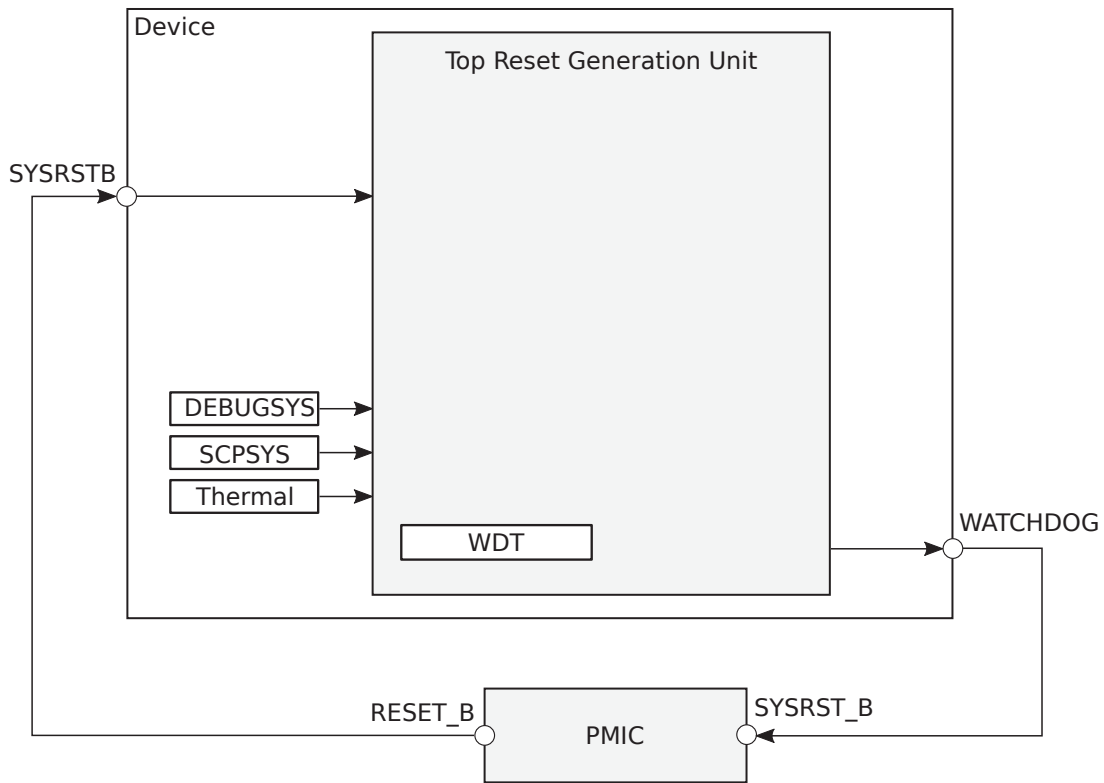 Device
Top Reset Generation Unit
SYSRSTB
DEBUGSYS
SCPSYS
Thermal
WDT
WATCHDOG
RESET_B
SYSRST_B
PMIC